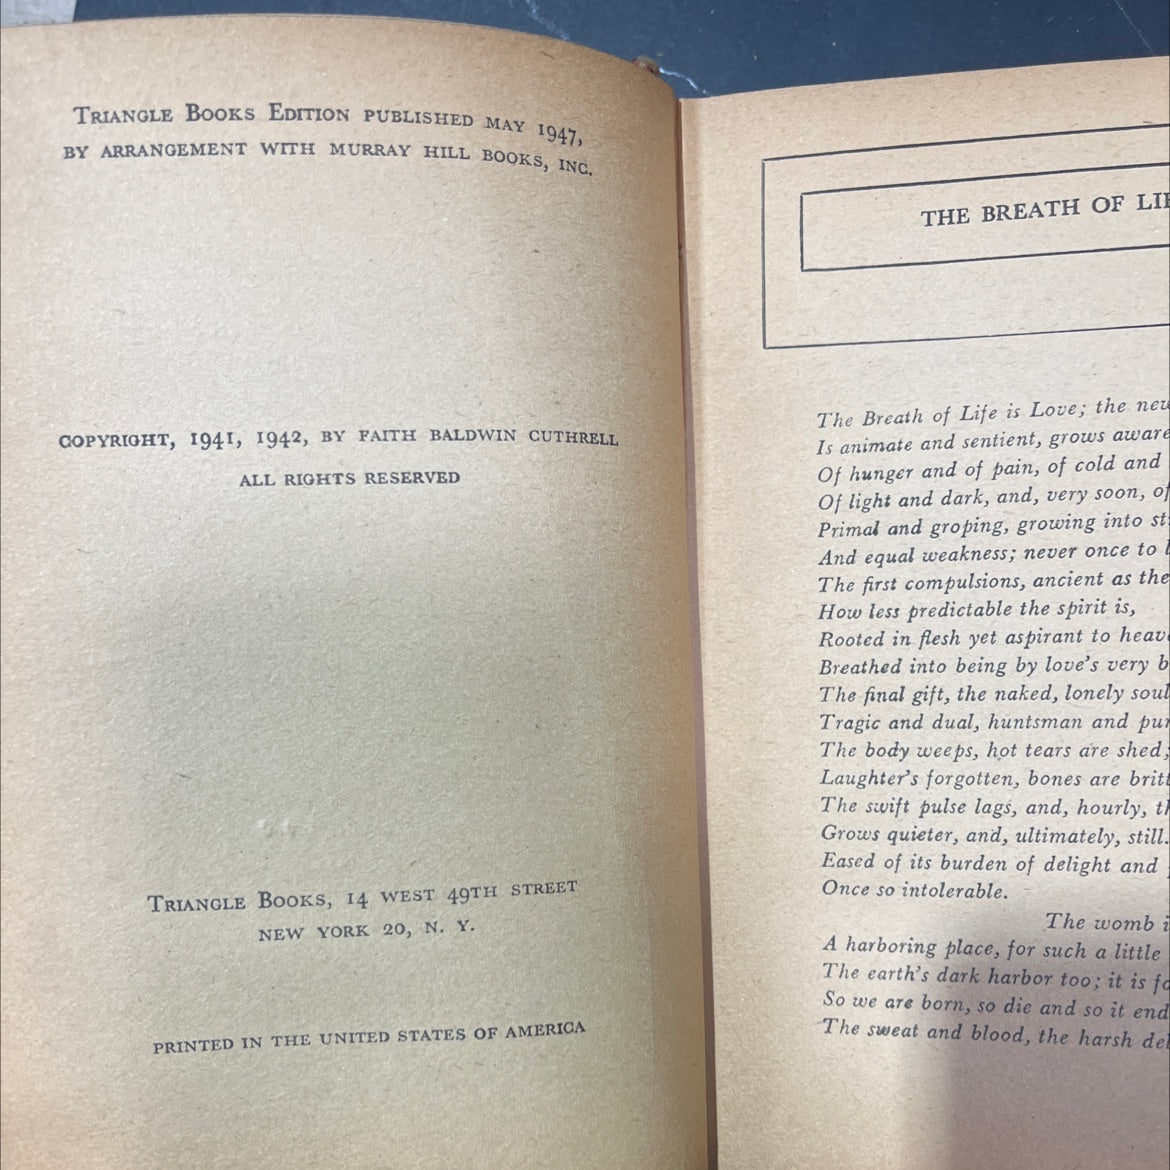 TRIANGLE BOOKS EDITION PUBLISHED MAY 1947,
BY ARRANGEMENT WITH MURRAY HILL BOOKS, INC.
COPYRIGHT, 1941, 1942, BY FAITH BALDWIN CUTHRELL
ALL RIGHTS RESERVED
TRIANGLE BOOKS, 14 WEST 49TH STREET
NEW YORK 20, N. Y.
PRINTED IN THE UNITED STATES OF AMERICA
THE BREATH OF
The Breath of Life is Love; the
Is animate and sentient, grows aware
Of hunger and of pain, of cold and
Of light and dark, and, very soon,
Primal and groping, growing into
And equal weakness; never once to
The first compulsions, ancient as the
How less predictable the spirit is,
Rooted in flesh yet aspirant to
Breathed into being by love's very
The final gift, the naked, lonely soul
Tragic and dual, huntsman and
The body weeps, hot tears are shed;
Laughter's forgotten, bones are
The swift pulse lags, and, hourly,
Grows quieter, and, ultimately, still.
Eased of its burden of delight and
Once so intolerable.
The womb
A harboring place, for such a little
The earth's dark harbor too; it is
So we are born, so die and so it
The sweat and blood, the harsh